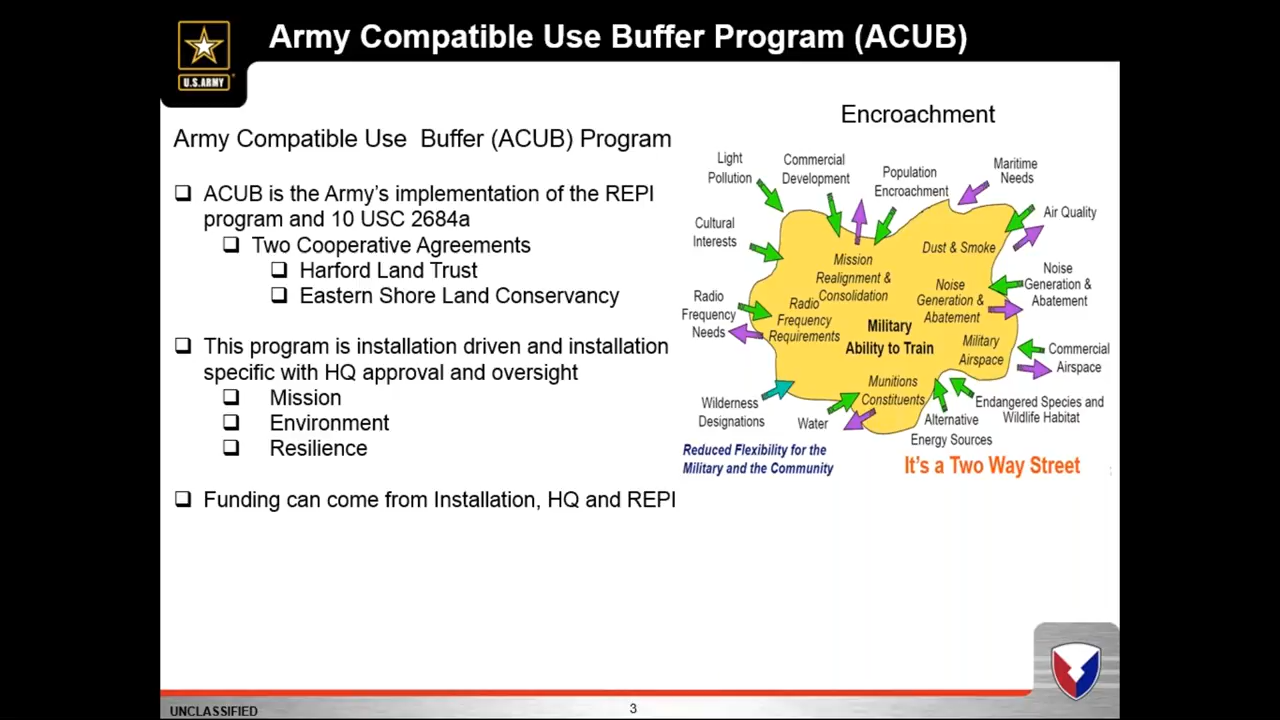 Army Compatible Use Buffer Program (ACUB)
U.S.ARMY
Army Compatible Use Buffer (ACUB) Program
ACUB is the Army's implementation of the REPI
program and 10 USC 2684a
Two Cooperative Agreements
Harford Land Trust
Eastern Shore Land Conservancy
This program is installation driven and installation
specific with HQ approval and oversight
Mission
Environment
Resilience
Funding can come from Installation, HQ and REPI
Encroachment
Light
Pollution
Commercial
Development
Population
Encroachment
Maritime
Needs
Cultural
Interests
Air Quality
Dust & Smoke
Mission
Realignment &
Consolidation
Noise
Generation &
Abatement
Noise
Generation &
Abatement
Radio
Frequency
Needs
Radio
Frequency
Requirements
Military
Ability to Train
Military
Airspace
Commercial
Airspace
Munitions
Constituents
Wilderness
Designations
Water
Alternative
Energy Sources
Endangered Species and
Wildlife Habitat
Reduced Flexibility for the
Military and the Community
It's a Two Way Street
UNCLASSIFIED
3